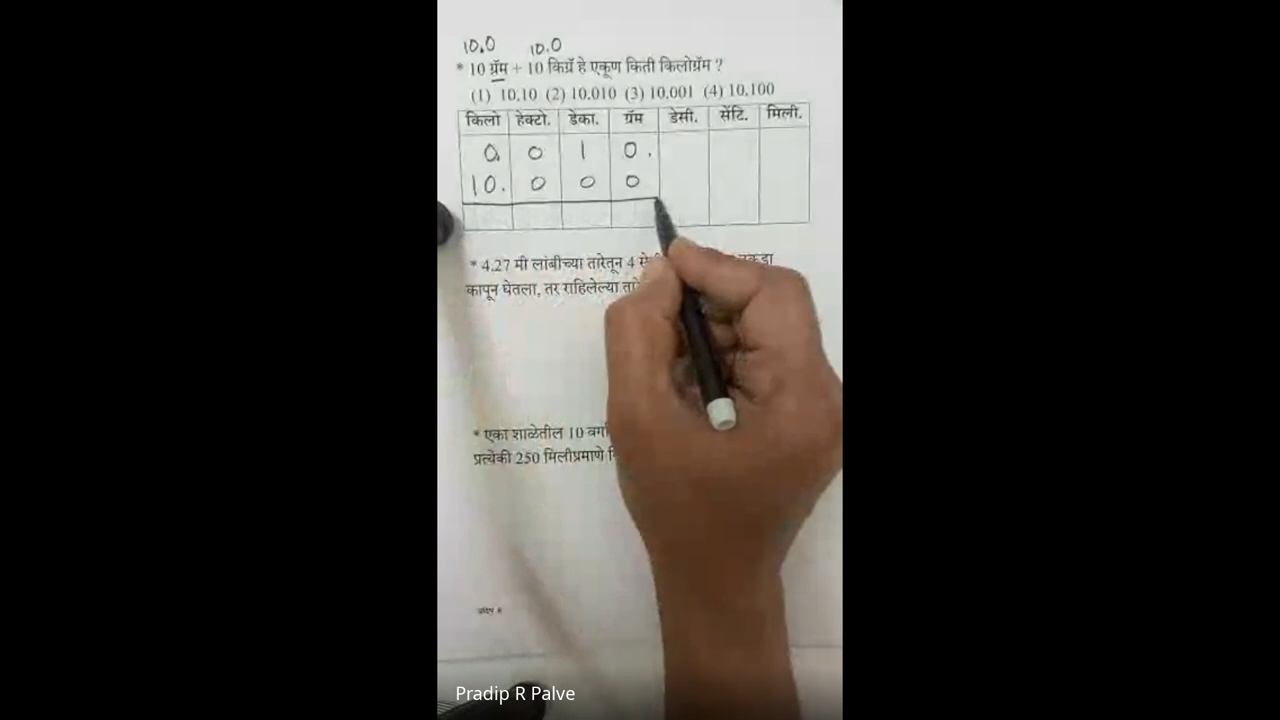 10.0 10.0
* 10 ग्रॅम + 10 किग्रॅ हे एकूण किती किलोग्रॅम ?
(1) 10.10 (2) 10.010 (3) 10.001 (4) 10.100
किलो हेक्टो. डेका. ग्रॅम डेसी. सेंटि. मिली.
0. 0 1 0.
10. 0 0 0
* 4.27 मी लांबीच्या तारेतून 4
कापून घेतला, तर राहिलेल्या
* एका शाळेतील 10
प्रत्येकी 250 मिलीप्रमाणे
Pradip R Palve